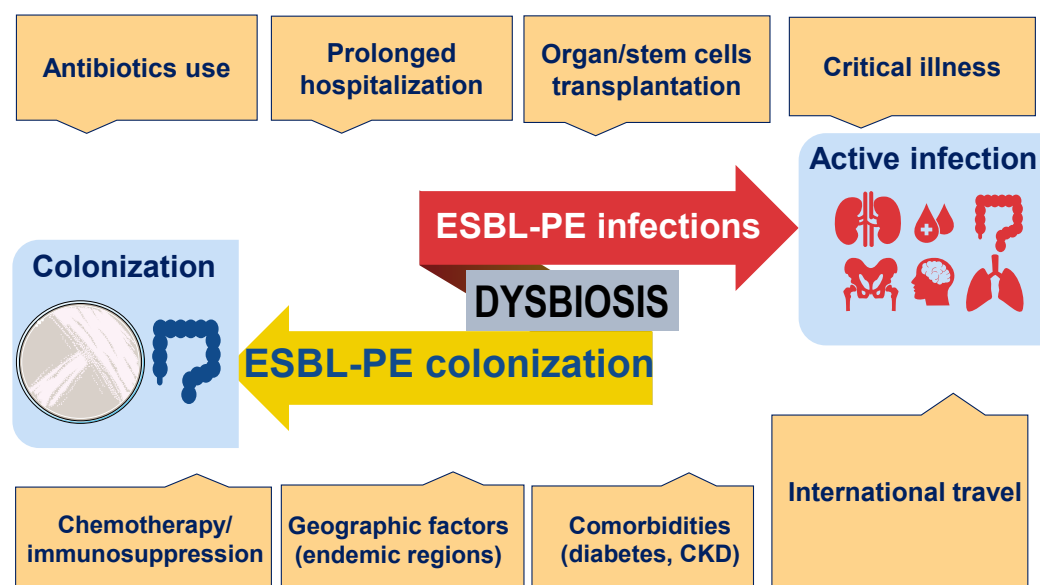 Antibiotics use
Prolonged
hospitalization
Organ/stem cells
transplantation
Critical illness
Active infection
ESBL-PE infections
Colonization
DYSBIOSIS
ESBL-PE colonization
International travel
Chemotherapy/
immunosuppression
Geographic factors
(endemic regions)
Comorbidities
(diabetes, CKD)